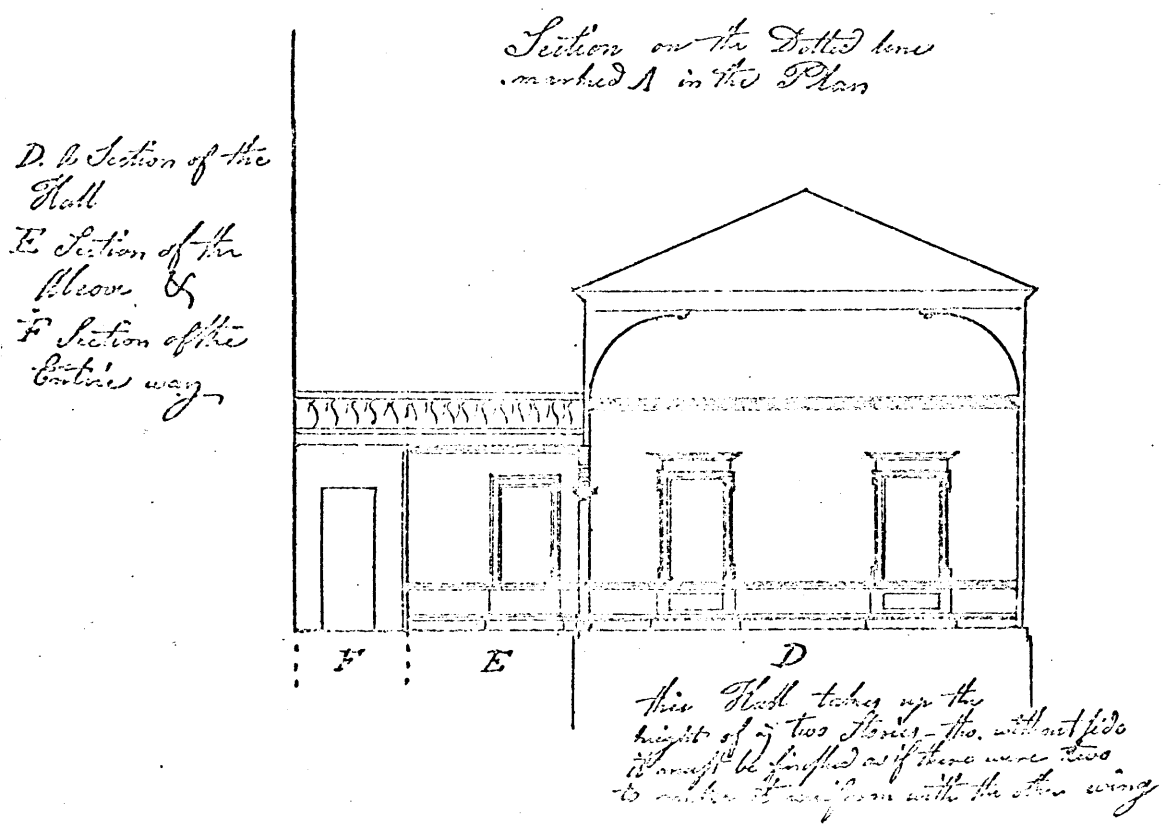 Section on the Dotted line
marked A in the Plan
D. A Section of the
Hall
E Section of the
Alcove &
F Section of the
Entire way
F E D
this Hall takes up the
height of two Stories - tho. without side
it must be finished as if there were two
to make it uniform with the other wing